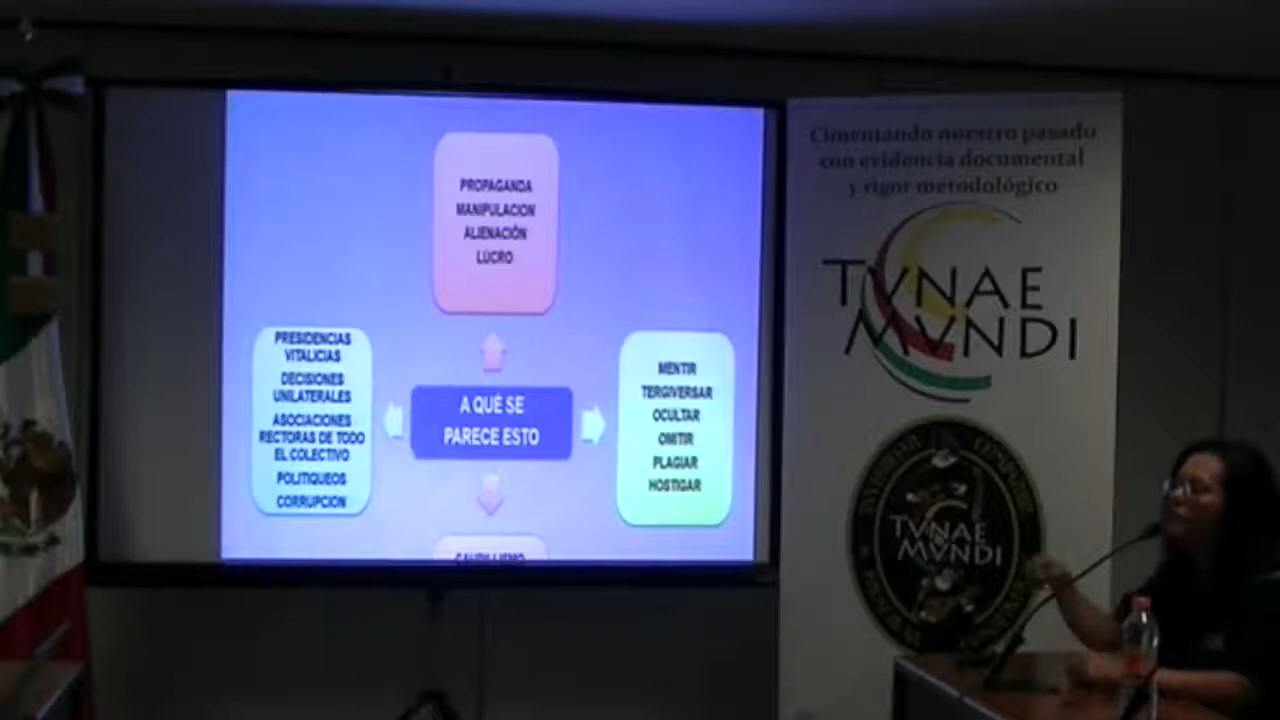 PROPAGANDA
MANIPULACION
ALIENACIÓN
LUCRO
PRESIDENCIAS
VITALICIAS
DECISIONES
UNILATERALES
ASOCIACIONES
RECTORAS DE TODO
EL COLECTIVO
POLITIQUEOS
CORRUPCION
A QUÉ SE
PARECE ESTO
MENTIR
TERGIVERSAR
OCULTAR
OMITIR
PLAGIAR
HOSTIGAR
CAUDILLISMO
Cimentando nuestro pasado
con evidencia documental
y rigor metodológico
TVNAE
MVNDI
TVNAE
MVNDI